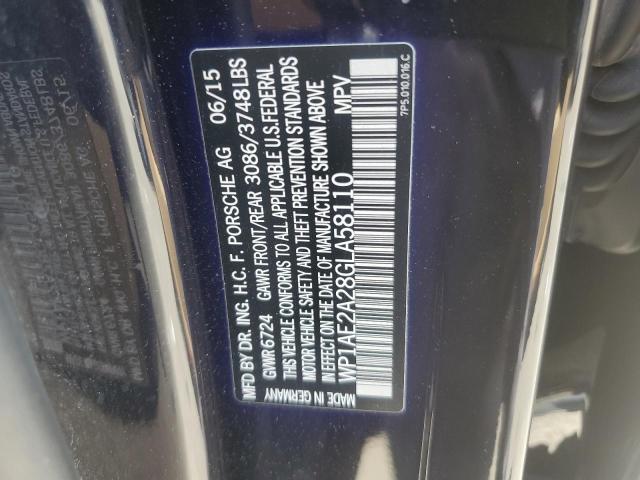 MFD BY DR. ING. H.C. F. PORSCHE AG 06/15
GVWR 6724 GAWR FRONT/REAR 3086/3748LBS
THIS VEHICLE CONFORMS TO ALL APPLICABLE U.S.FEDERAL
MOTOR VEHICLE SAFETY AND THEFT PREVENTION STANDARDS
IN EFFECT ON THE DATE OF MANUFACTURE SHOWN ABOVE
WP1AE2A28GLA58110 MPV
MADE IN GERMANY
7P5.010.016.C